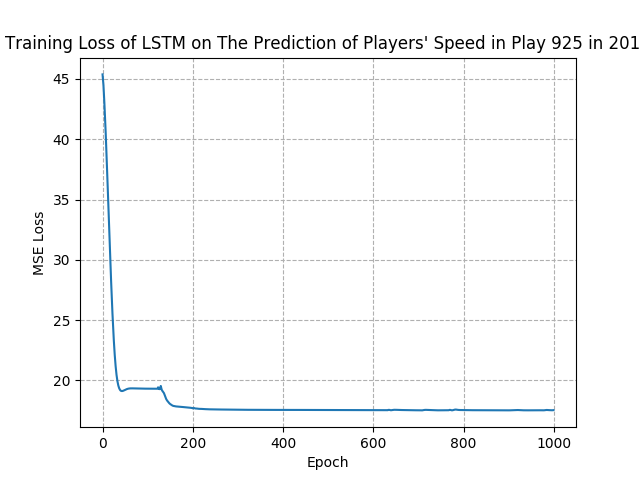 Training Loss of LSTM on The Prediction of Players' Speed in Play 925 in 201
45
40
35
30
25
20
MSE Loss
0 200 400 600 800 1000
Epoch